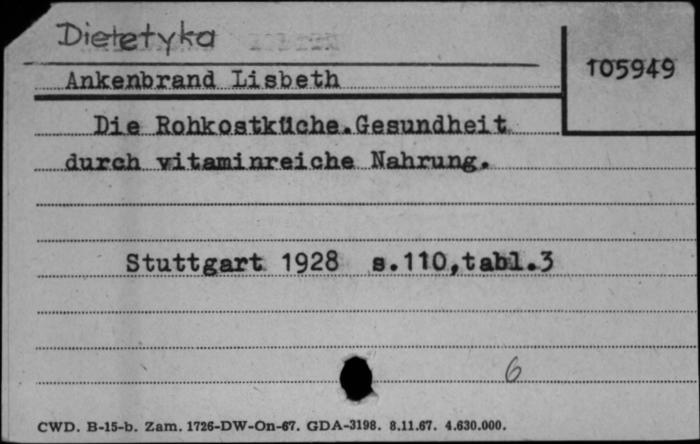 Dietetyka
105949
Ankenbrand Lisbeth
Die Rohkostküche.Gesundheit
durch vitaminreiche Nahrung.
Stuttgart 1928 s.110,tabl.3
6
CWD. B-15-b. Zam. 1726-DW-On-67. GDA-3198. 8.11.67. 4.630.000.